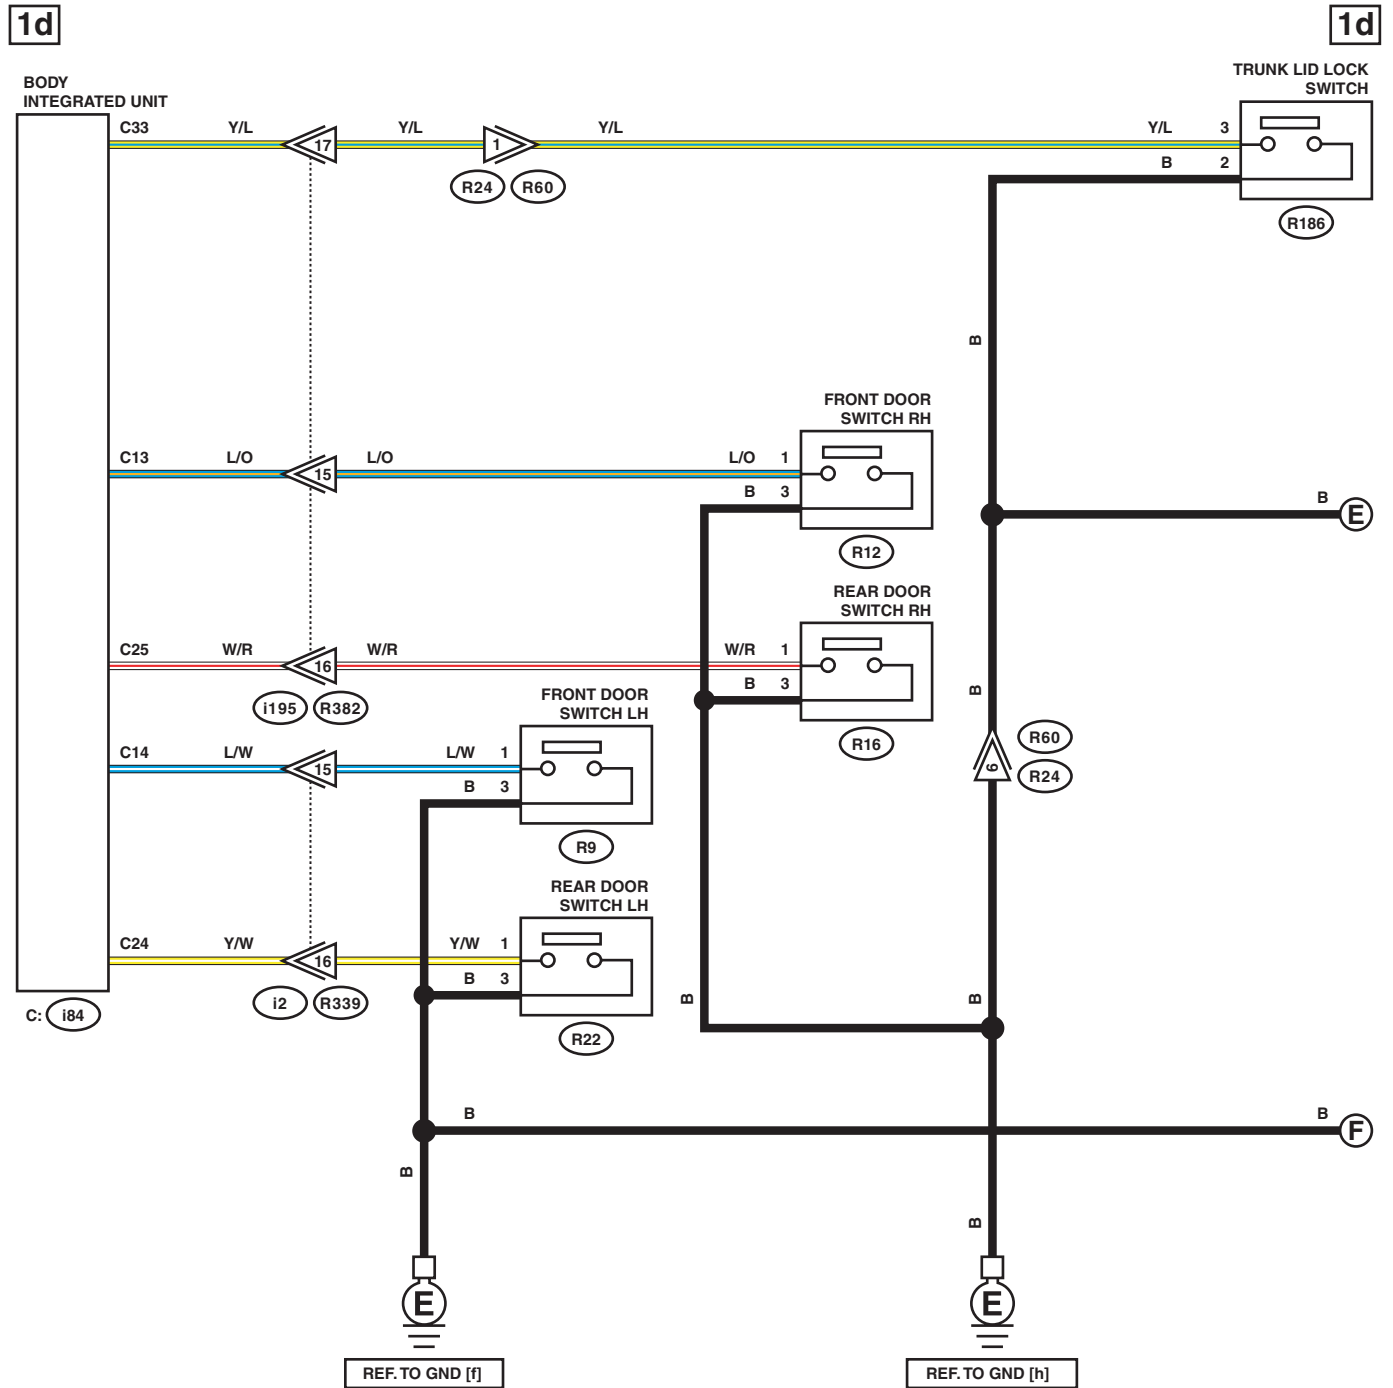 1d
1d
BODY
INTEGRATED UNIT
TRUNK LID LOCK
SWITCH
C33 Y/L 17 Y/L 1 Y/L Y/L 3
B 2
R24 R60
R186
B
FRONT DOOR
SWITCH RH
C13 L/O 15 L/O L/O 1
B 3
B E
R12
REAR DOOR
SWITCH RH
C25 W/R 16 W/R W/R 1
B 3
B
i195 R382
FRONT DOOR
SWITCH LH
R16
R60
6
R24
C14 L/W 15 L/W 1
B 3
R9
REAR DOOR
SWITCH LH
C24 Y/W 16 Y/W 1
B 3
i2 R339
B
B
C: i84
R22
B B F
B
B
E
E
REF. TO GND [f]
REF. TO GND [h]